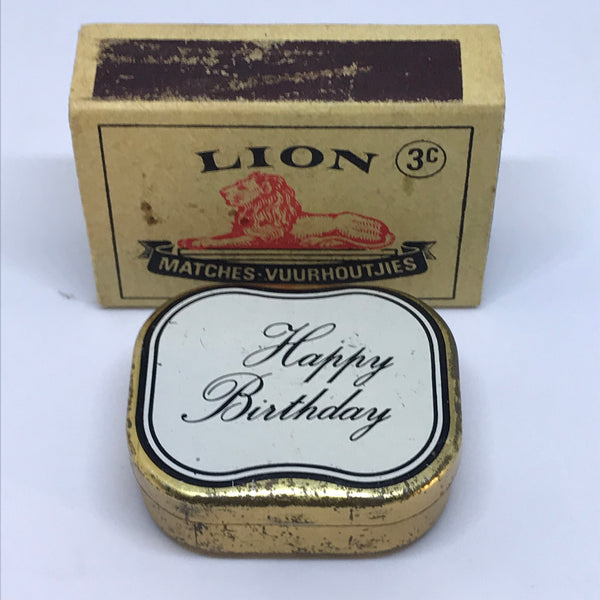 LION 3c
MATCHES·VUURHOUTJIES
Happy
Birthday